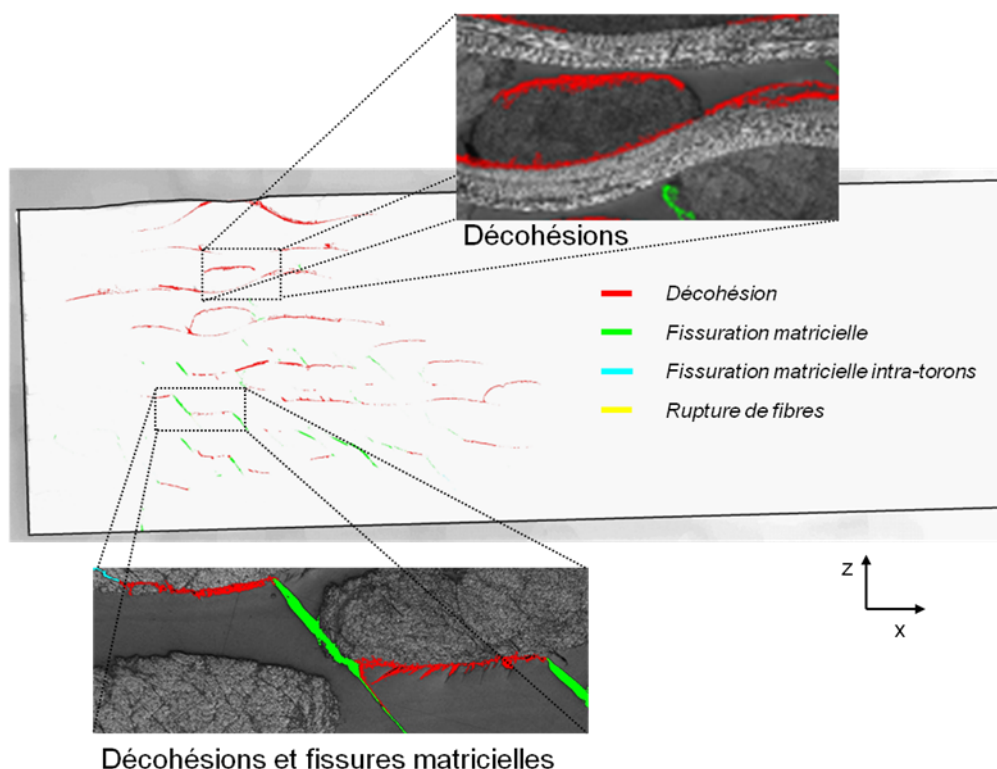 Décohésions
Décohésion
Fissuration matricielle
Fissuration matricielle intra-torons
Rupture de fibres
z
x
Décohésions et fissures matricielles